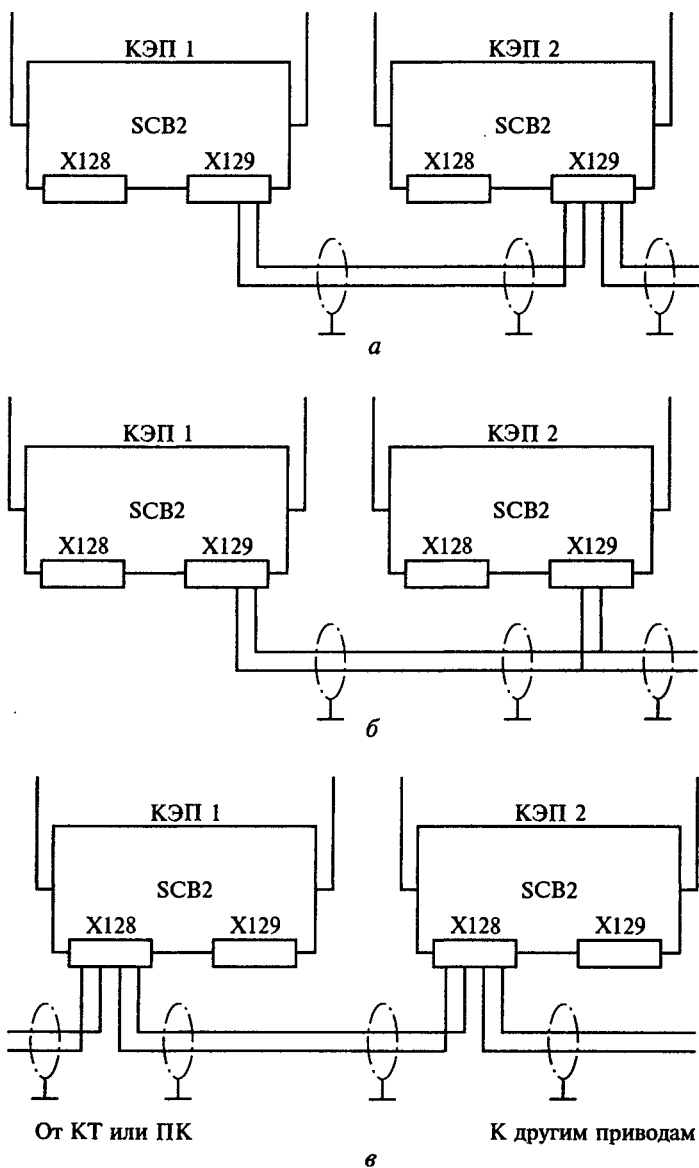 КЭП 1 КЭП 2
SCB2 SCB2
X128 X129 X128 X129
а
КЭП 1 КЭП 2
SCB2 SCB2
X128 X129 X128 X129
б
КЭП 1 КЭП 2
SCB2 SCB2
X128 X129 X128 X129
От КТ или ПК К другим приводам
в